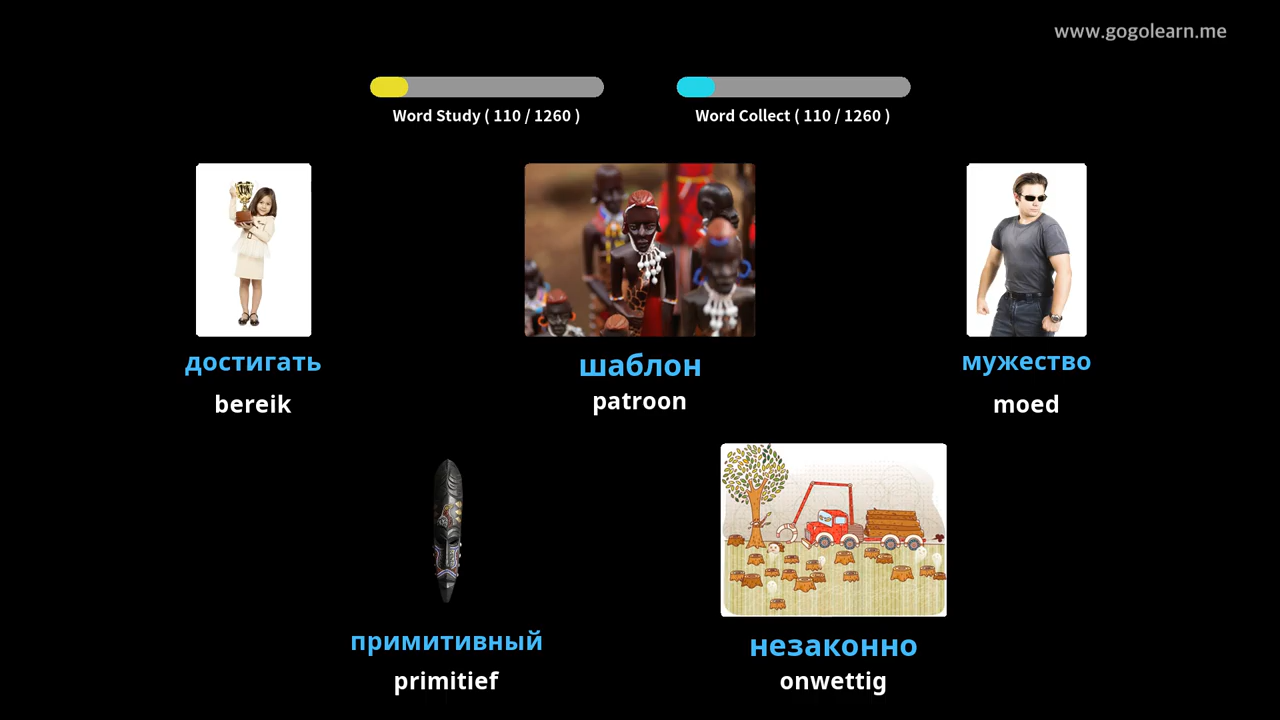 www.gogolearn.me
Word Study ( 110 / 1260 )
Word Collect ( 110 / 1260 )
достигать
bereik
шаблон
patroon
мужество
moed
примитивный
primitief
незаконно
onwettig